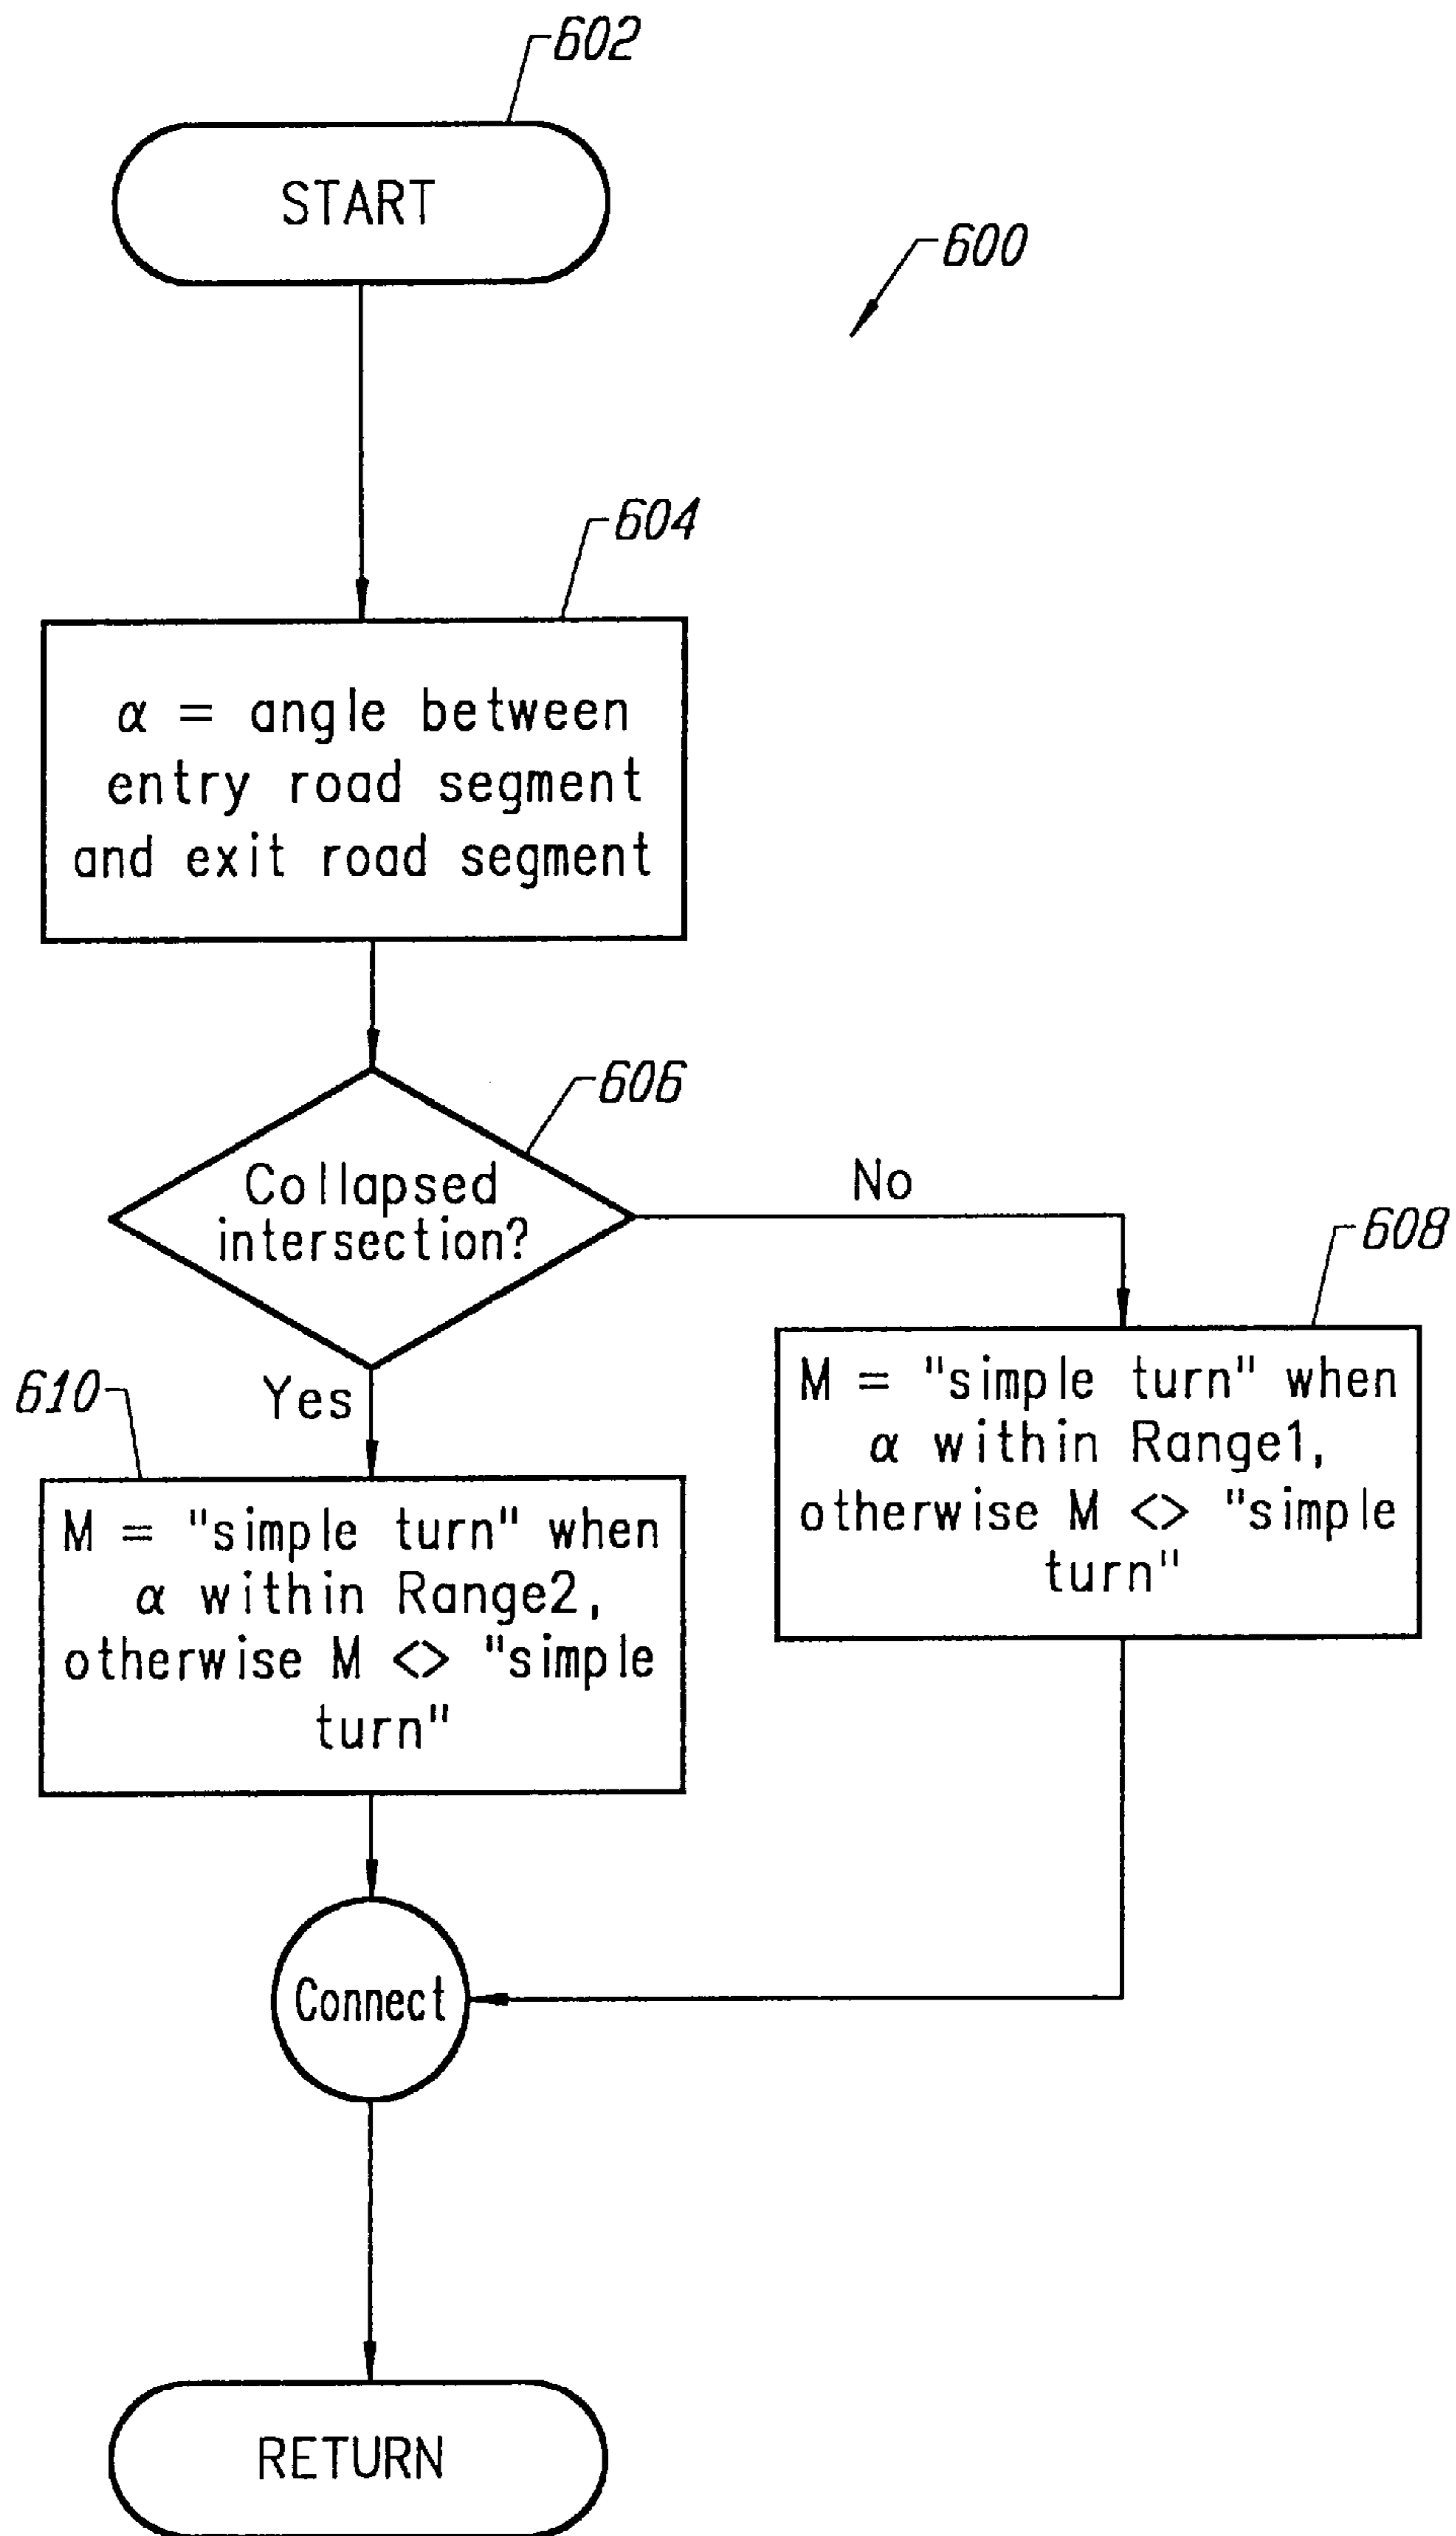 602
START
600
604
α = angle between
entry road segment
and exit road segment
606
Collapsed
intersection?
No
608
M = "simple turn" when
α within Range1,
otherwise M <> "simple
turn"
Yes
610
M = "simple turn" when
α within Range2,
otherwise M <> "simple
turn"
Connect
RETURN